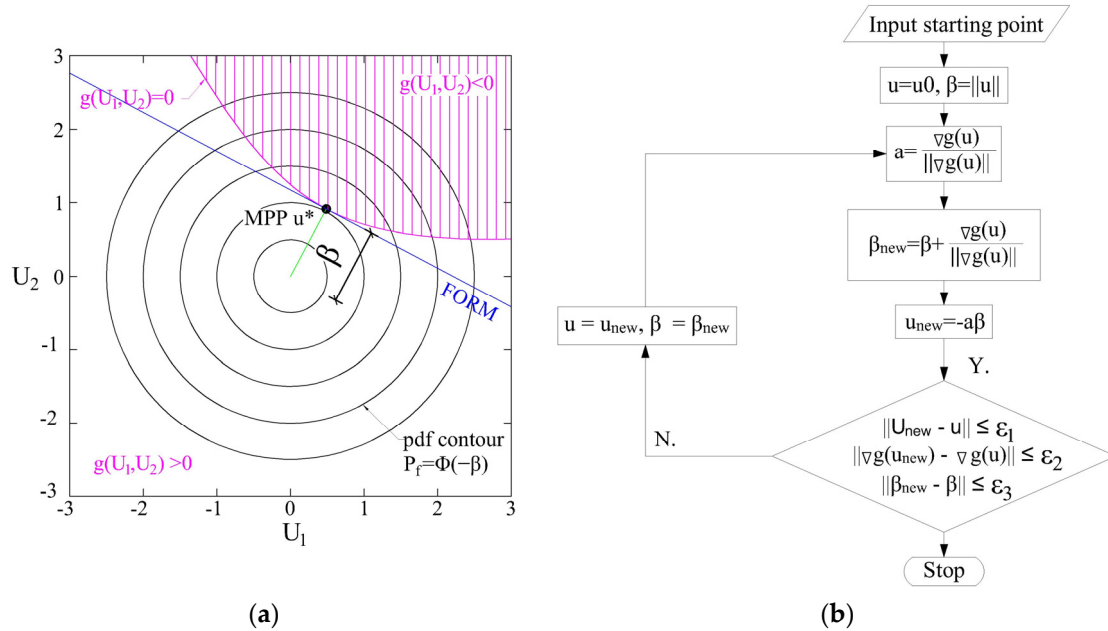 3
2
1
0
-1
-2
-3
U2
-3
-2
-1
0
1
2
3
U1
g(U1,U2)=0
g(U1,U2)<0
MPP u*
β
FORM
pdf contour
Pf=Φ(−β)
g(U1,U2) >0
(a)
Input starting point
u=u0, β=||u||
a= ∇g(u)
||∇g(u)||
βnew=β+ ∇g(u)
||∇g(u)||
unew=-aβ
u = unew, β = βnew
Y.
N.
||Unew - u|| ≤ ε1
||∇g(unew) - ∇g(u)|| ≤ ε2
||βnew - β|| ≤ ε3
Stop
(b)